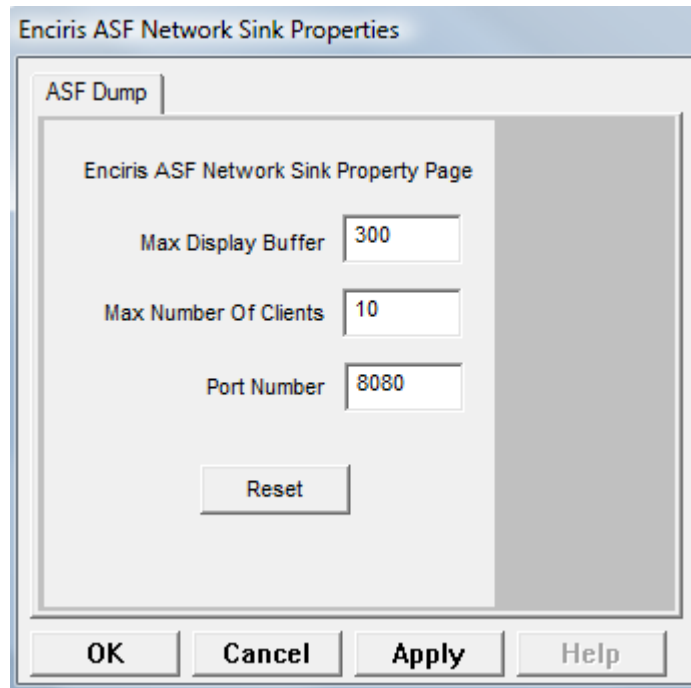 Enciris ASF Network Sink Properties
ASF Dump
Enciris ASF Network Sink Property Page
Max Display Buffer 300
Max Number Of Clients 10
Port Number 8080
Reset
OK Cancel Apply Help